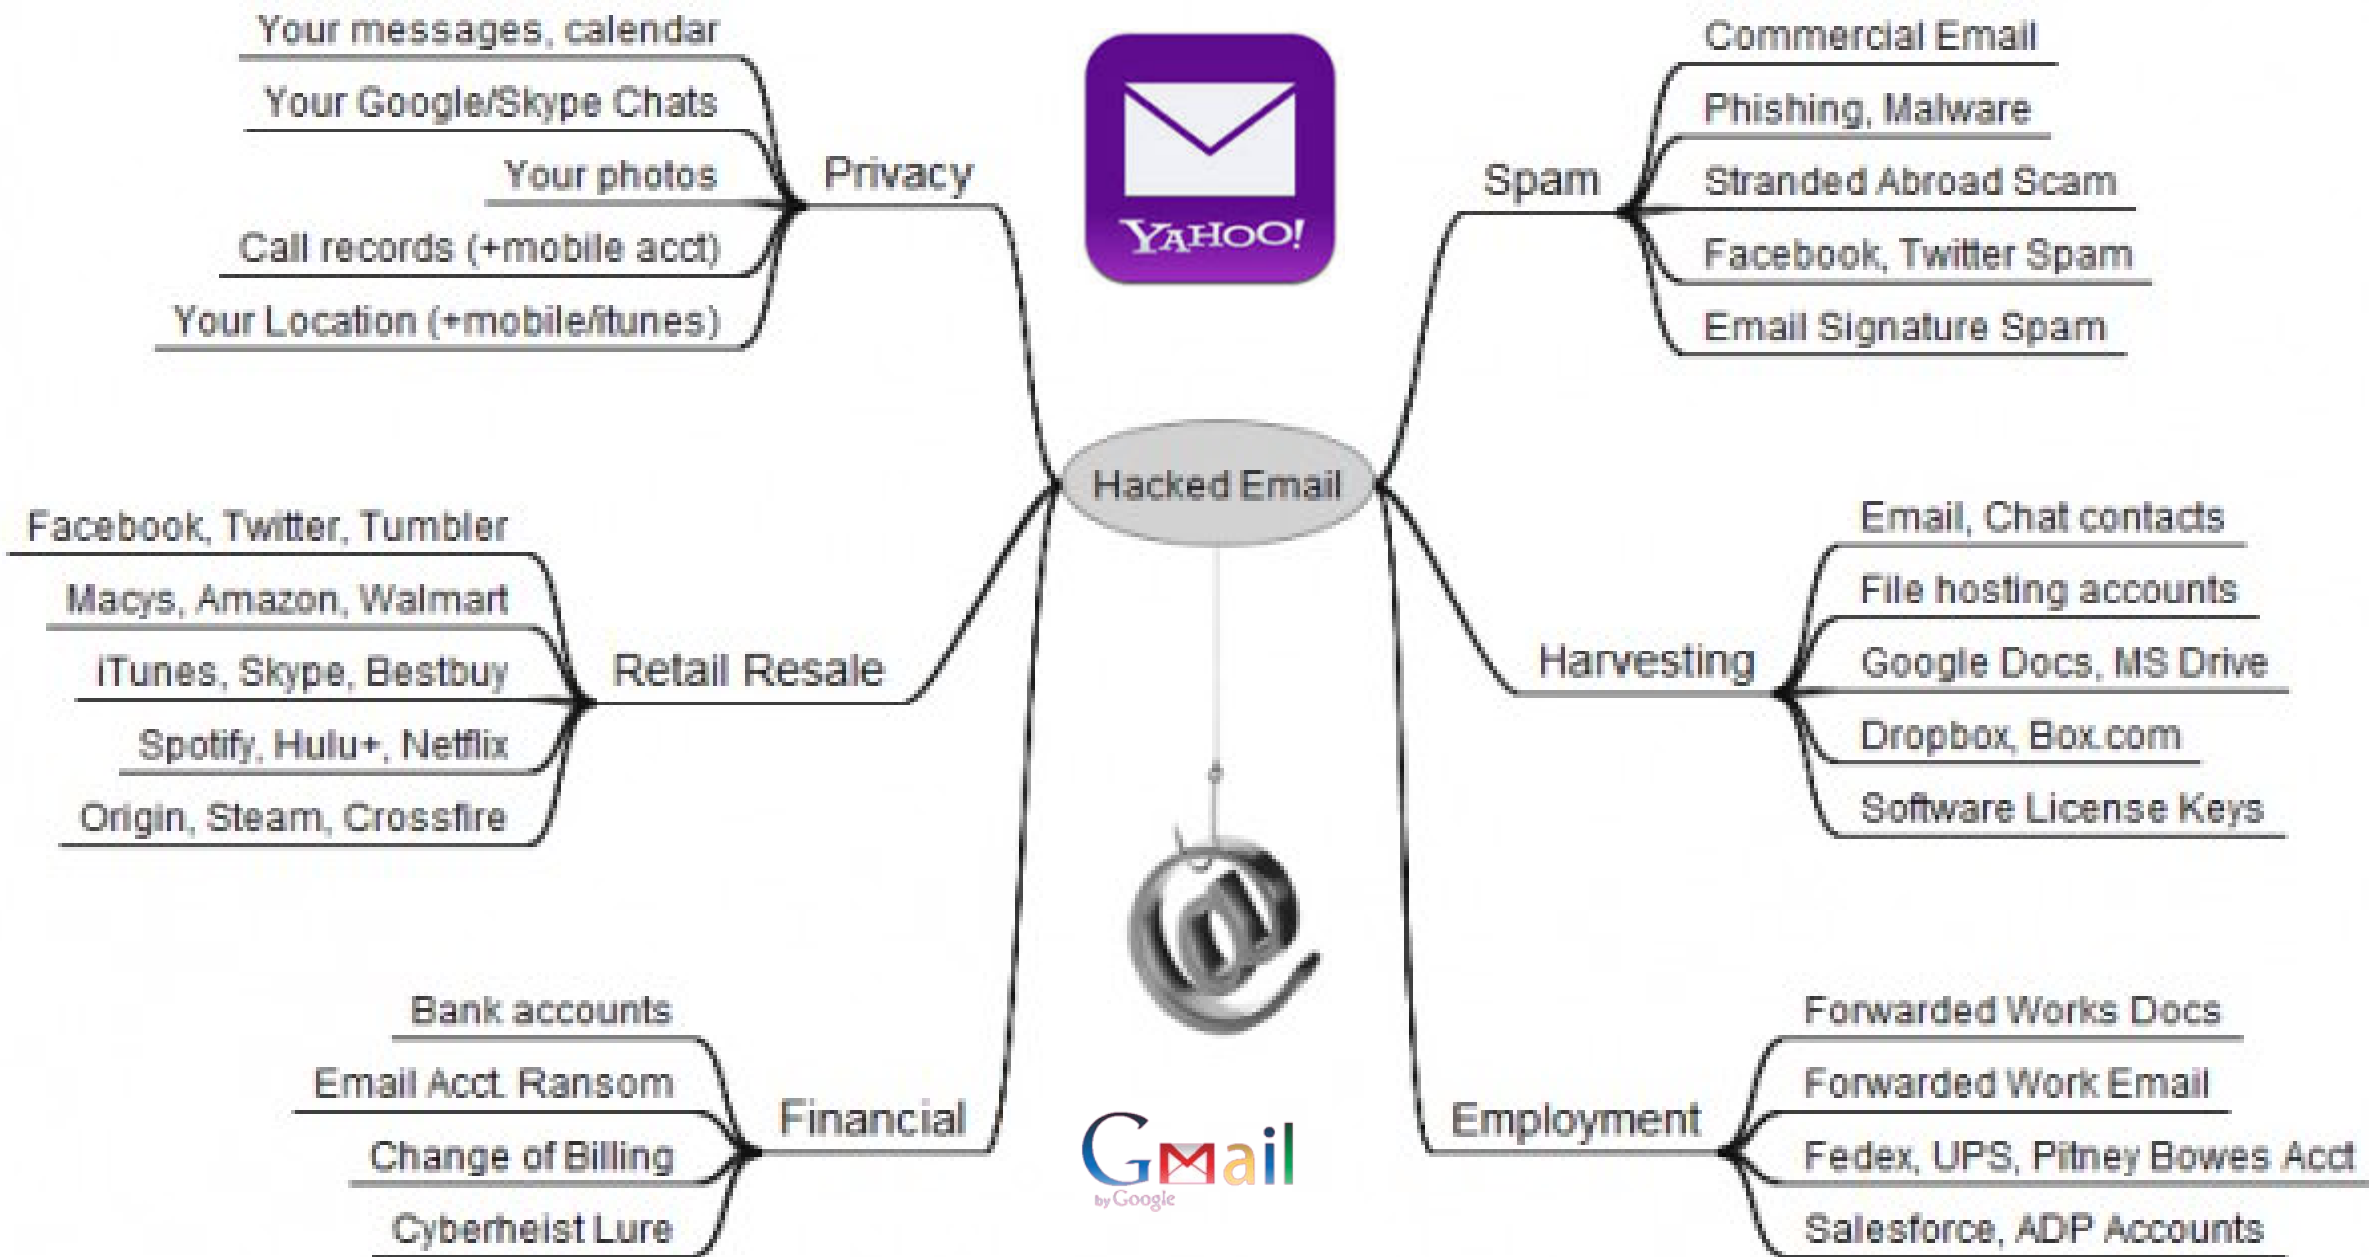 Your messages, calendar
Your Google/Skype Chats
Your photos
Call records (+mobile acct)
Your Location (+mobile/itunes)
Privacy
YAHOO!
Spam
Commercial Email
Phishing, Malware
Stranded Abroad Scam
Facebook, Twitter Spam
Email Signature Spam
Hacked Email
Facebook, Twitter, Tumbler
Macys, Amazon, Walmart
iTunes, Skype, Bestbuy
Spotify, Hulu+, Netflix
Origin, Steam, Crossfire
Retail Resale
Harvesting
Email, Chat contacts
File hosting accounts
Google Docs, MS Drive
Dropbox, Box.com
Software License Keys
@
Bank accounts
Email Acct. Ransom
Change of Billing
Cyberheist Lure
Financial
Gmail
by Google
Employment
Forwarded Works Docs
Forwarded Work Email
Fedex, UPS, Pitney Bowes Acct
Salesforce, ADP Accounts